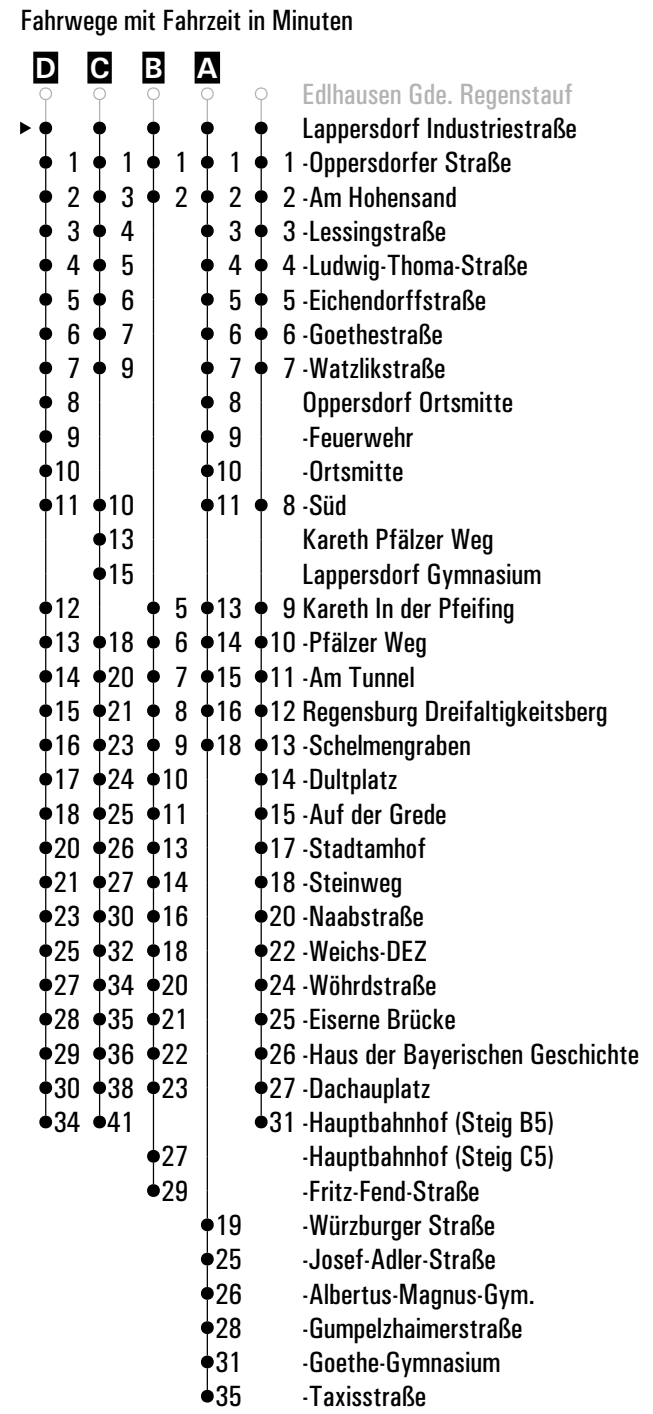 Fahrwege mit Fahrzeit in Minuten
D C B A
Edlhausen Gde. Regenstauf
Lappersdorf Industriestraße
1 1 1 1 1 -Oppersdorfer Straße
2 3 2 2 2 -Am Hohensand
3 4 3 3 -Lessingstraße
4 5 4 4 -Ludwig-Thoma-Straße
5 6 5 5 -Eichendorffstraße
6 7 6 6 -Goethestraße
7 9 7 7 -Watzlikstraße
8 8 Oppersdorf Ortsmitte
9 9 -Feuerwehr
10 10 -Ortsmitte
11 10 11 8 -Süd
13 Kareth Pfälzer Weg
15 Lappersdorf Gymnasium
12 5 13 9 Kareth In der Pfeifing
13 18 6 14 10 -Pfälzer Weg
14 20 7 15 11 -Am Tunnel
15 21 8 16 12 Regensburg Dreifaltigkeitsberg
16 23 9 18 13 -Schelmengraben
17 24 10 14 -Dultplatz
18 25 11 15 -Auf der Grede
20 26 13 17 -Stadtamhof
21 27 14 18 -Steinweg
23 30 16 20 -Naabstraße
25 32 18 22 -Weichs-DEZ
27 34 20 24 -Wöhrdstraße
28 35 21 25 -Eiserne Brücke
29 36 22 26 -Haus der Bayerischen Geschichte
30 38 23 27 -Dachauplatz
34 41 31 -Hauptbahnhof (Steig B5)
27 -Hauptbahnhof (Steig C5)
29 -Fritz-Fend-Straße
19 -Würzburger Straße
25 -Josef-Adler-Straße
26 -Albertus-Magnus-Gym.
28 -Gumpelzhaimerstraße
31 -Goethe-Gymnasium
35 -Taxisstraße